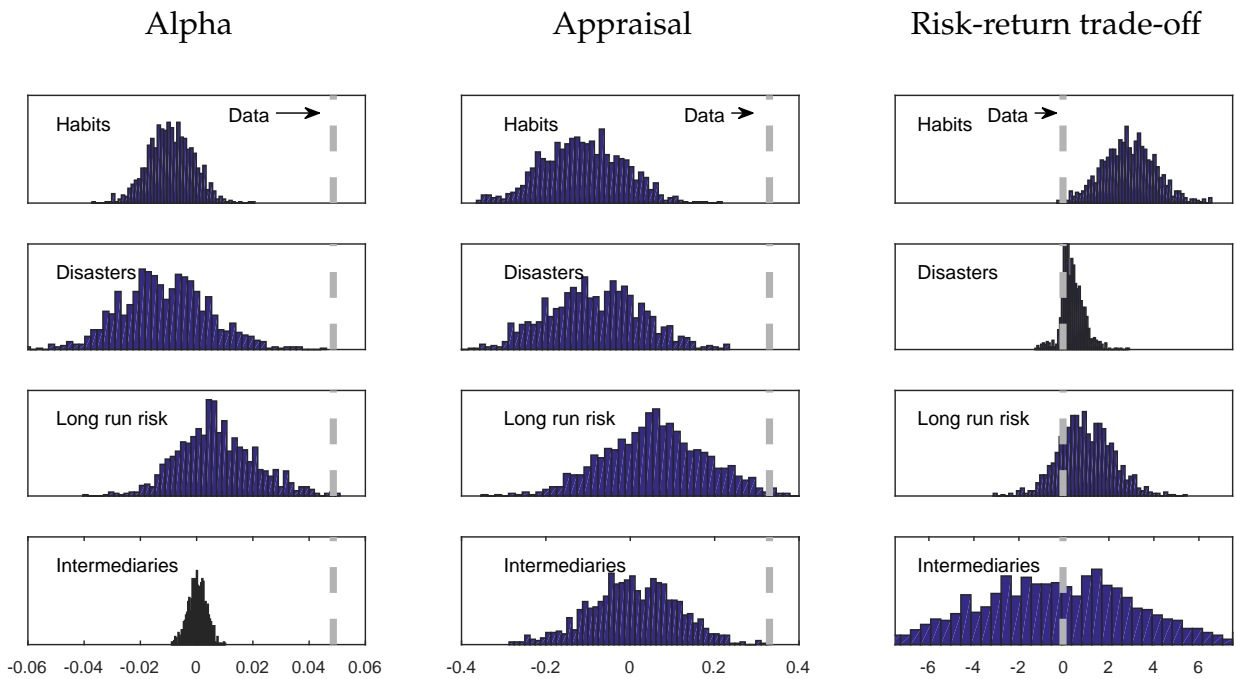 Alpha Appraisal Risk-return trade-off
Habits Data Habits Data Habits Data
Disasters Disasters Disasters
Long run risk Long run risk Long run risk
Intermediaries Intermediaries Intermediaries
-0.06 -0.04 -0.02 0 0.02 0.04 0.06 -0.4 -0.2 0 0.2 0.4 -6 -4 -2 0 2 4 6